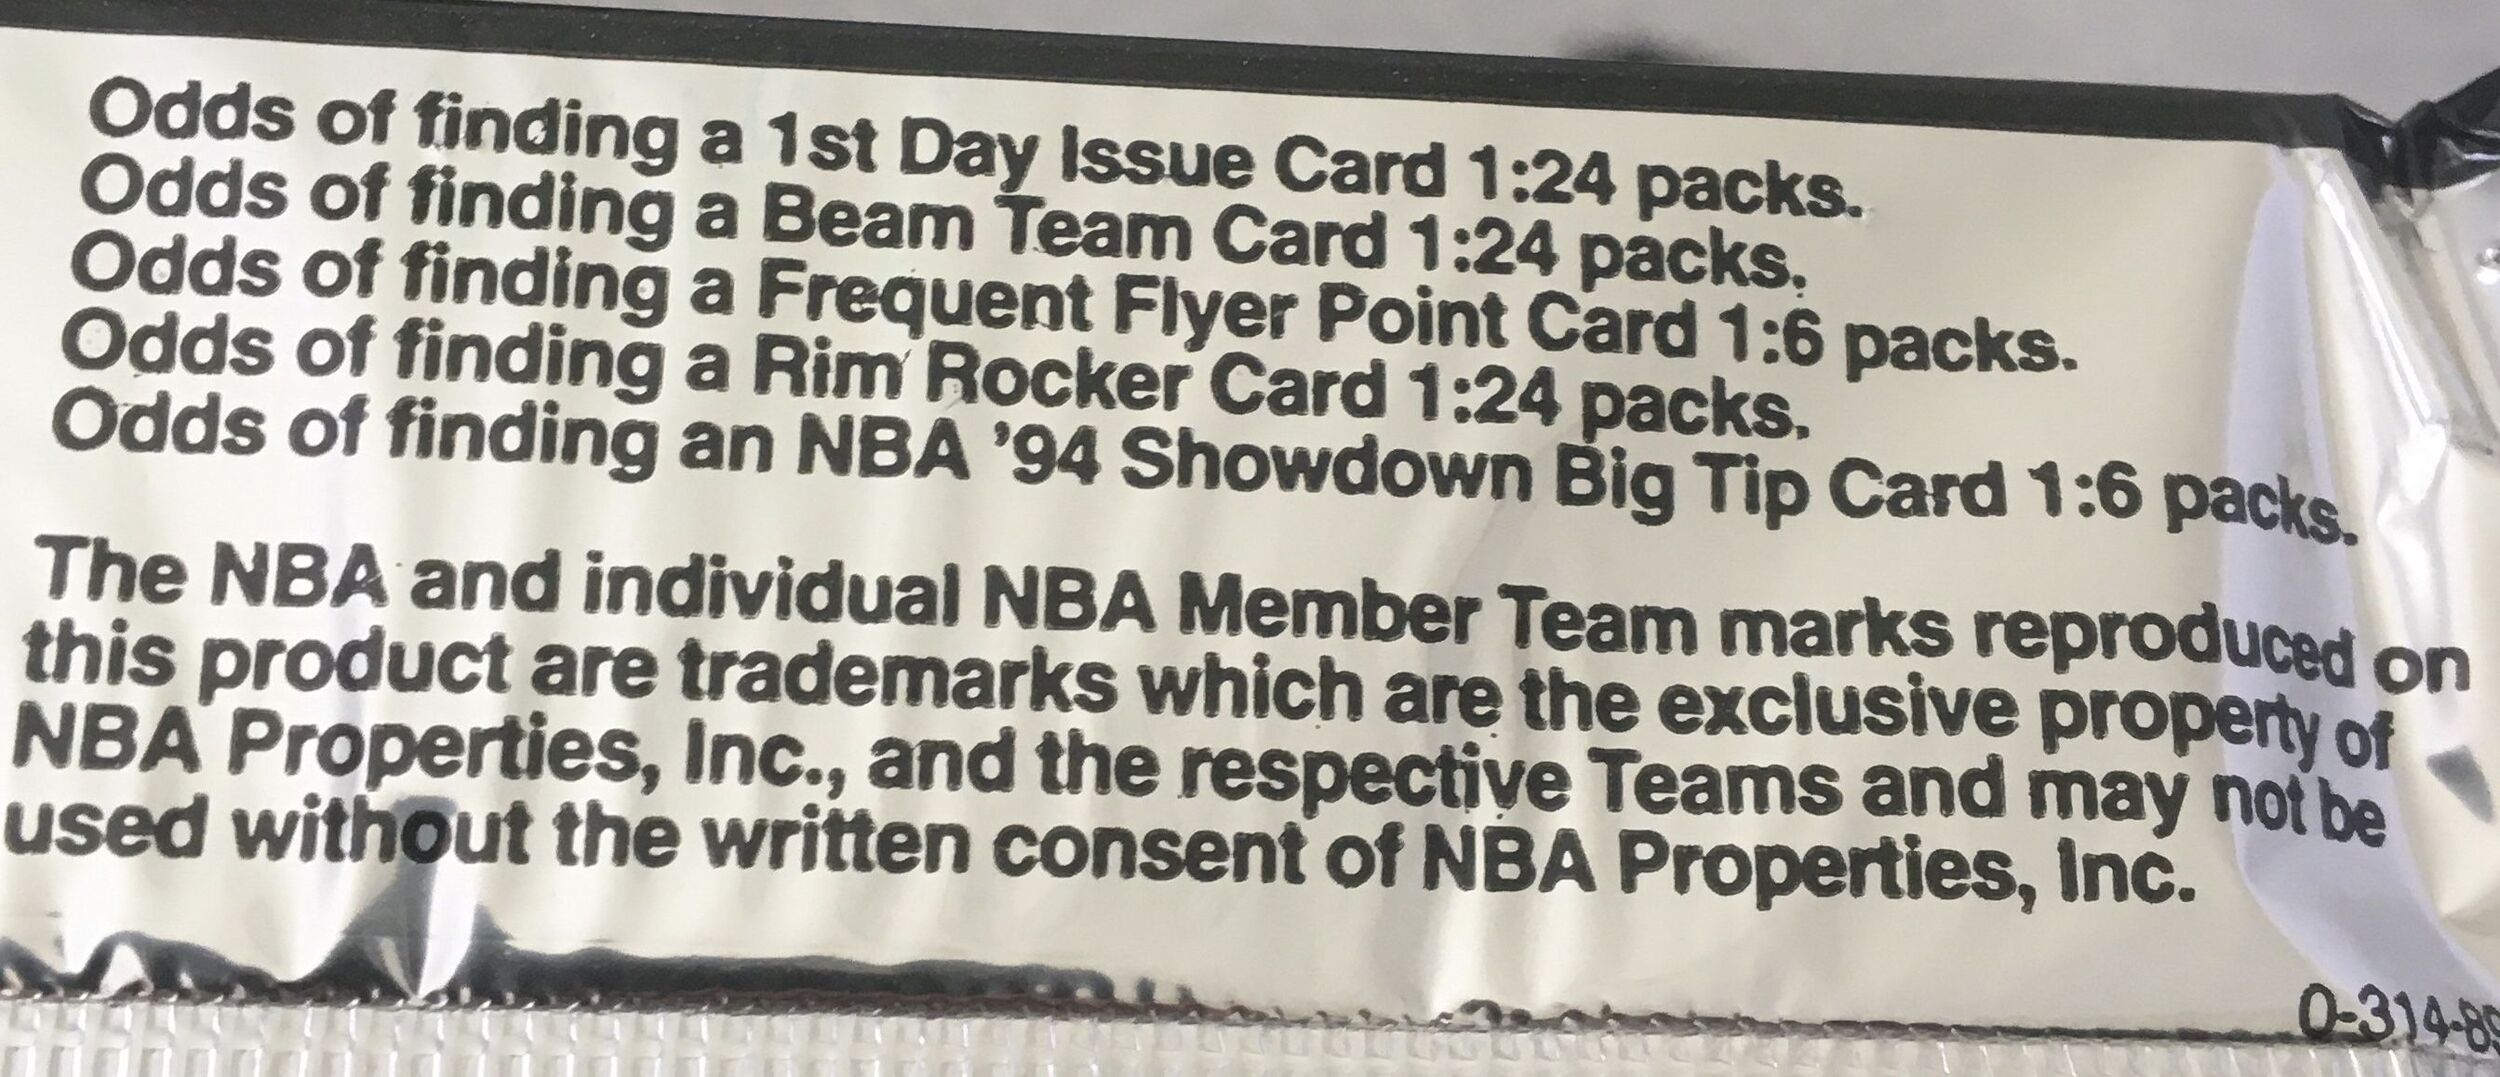 Odds of finding a 1st Day Issue Card 1:24 packs.
Odds of finding a Beam Team Card 1:24 packs.
Odds of finding a Frequent Flyer Point Card 1:6 packs.
Odds of finding a Rim Rocker Card 1:24 packs.
Odds of finding an NBA ’94 Showdown Big Tip Card 1:6 packs.
The NBA and individual NBA Member Team marks reproduced on
this product are trademarks which are the exclusive property of
NBA Properties, Inc., and the respective Teams and may not be
used without the written consent of NBA Properties, Inc.